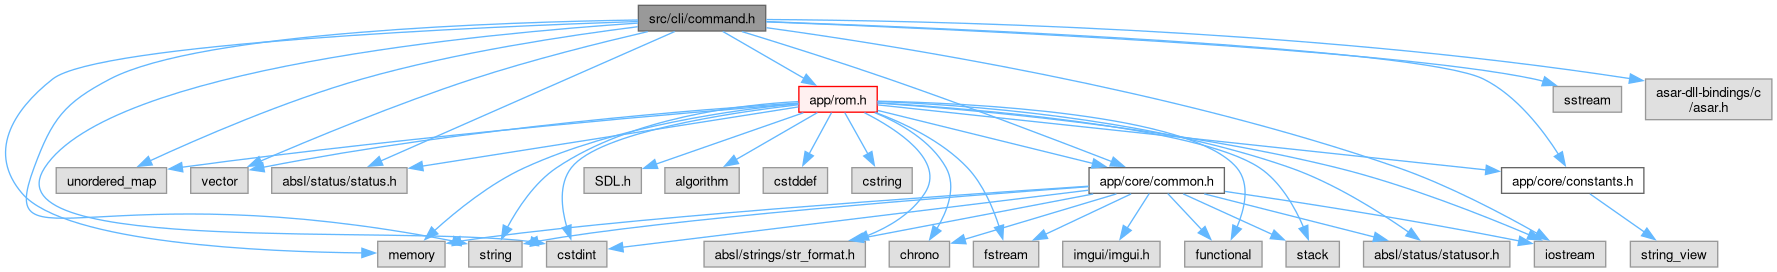 src/cli/command.h
app/rom.h
sstream
asar-dll-bindings/c
/asar.h
unordered_map
vector
absl/status/status.h
SDL.h
algorithm
cstddef
cstring
app/core/common.h
app/core/constants.h
memory
string
cstdint
absl/strings/str_format.h
chrono
fstream
imgui/imgui.h
functional
stack
absl/status/statusor.h
iostream
string_view